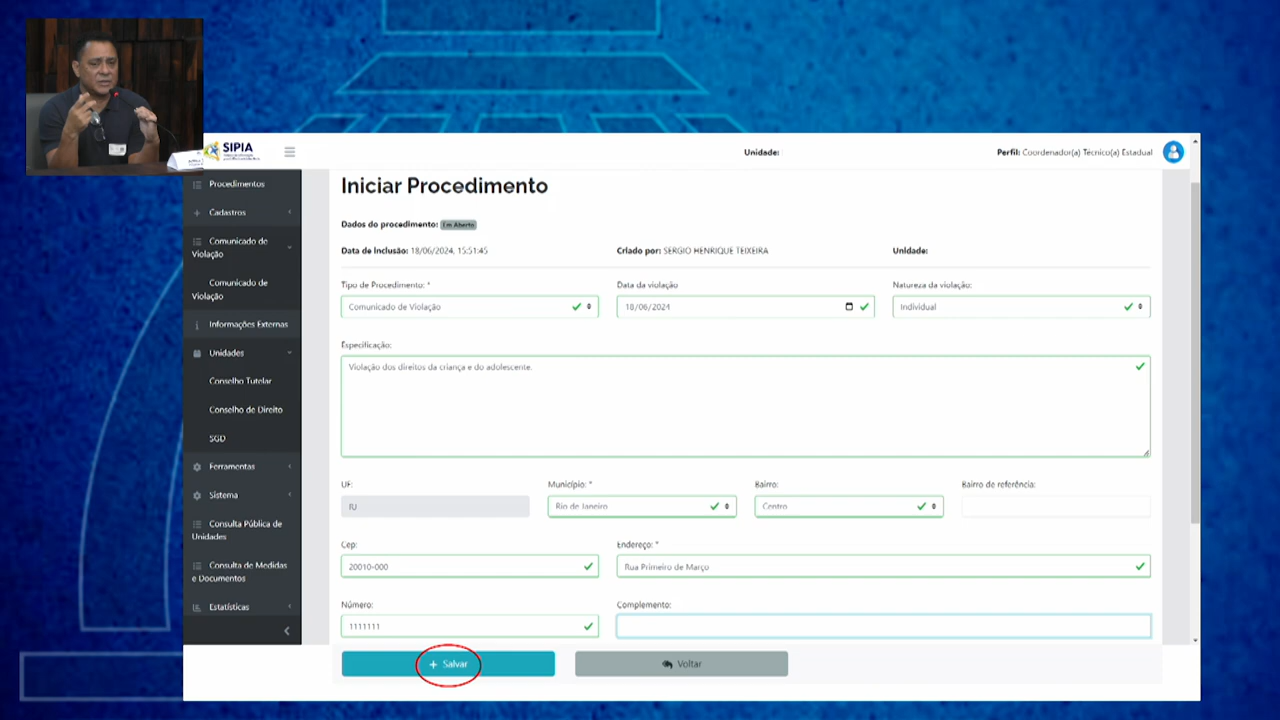 SIPIA
Unidade:
Perfil: Coordenador(a) Técnico(a) Estadual
Procedimentos
Cadastros
Comunicado de
Violação
Comunicado de
Violação
Informações Externas
Unidades
Conselho Tutelar
Conselho de Direito
SGD
Ferramentas
Sistema
Consulta Pública de
Unidades
Consulta de Medidas
e Documentos
Estatísticas
Iniciar Procedimento
Dados do procedimento: Em Aberto
Data de inclusão: 18/06/2024, 15:51:45
Criado por: SERGIO HENRIQUE TEIXEIRA
Unidade:
Tipo de Procedimento: *
Data da violação
Natureza da violação:
Comunicado de Violação
18/06/2024
Individual
Especificação:
Violação dos direitos da criança e do adolescente.
UF:
Município: *
Bairro:
Bairro de referência:
Rio de Janeiro
Centro
Cep:
Endereço: *
20010-000
Rua Primeiro de Março
Número:
Complemento:
1111111
Salvar
Voltar